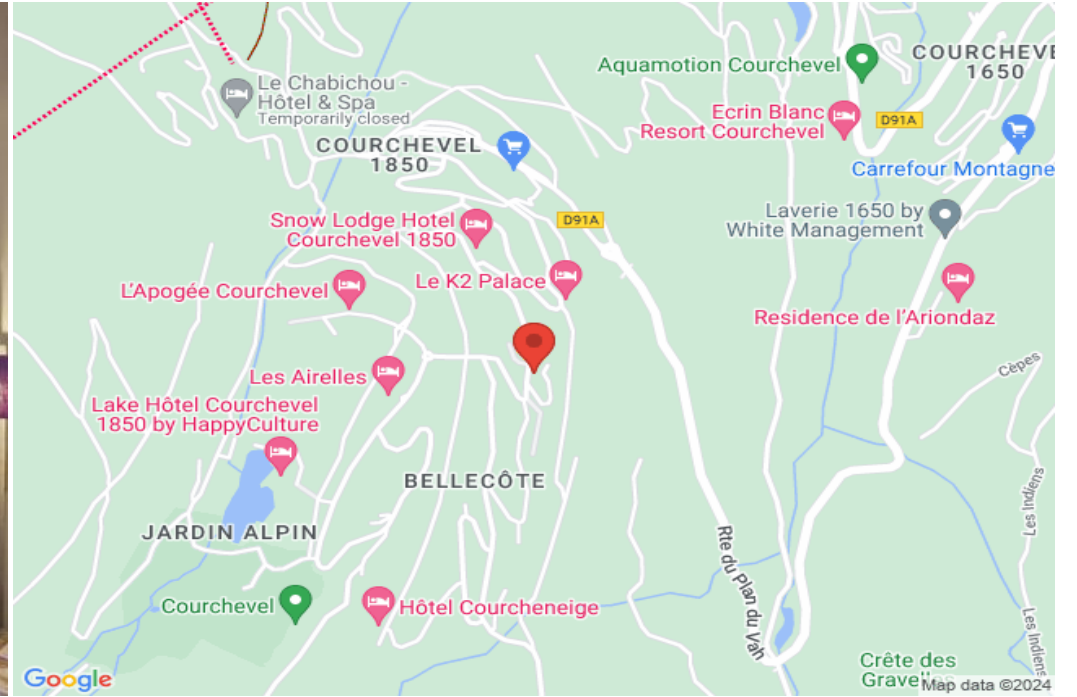 Le Chabichou -
Hôtel & Spa
Temporarily closed
Aquamotion Courchevel
COURCHEVE
1650
Ecrin Blanc
Resort Courchevel
D91A
COURCHEVEL
1850
Carrefour Montagne
Snow Lodge Hotel
Courchevel 1850
D91A
Laverie 1650 by
White Management
L'Apogée Courchevel
Le K2 Palace
Residence de l'Ariondaz
Les Airelles
Cèpes
Lake Hôtel Courchevel
1850 by HappyCulture
BELLECÔTE
Les Indiens
JARDIN ALPIN
Rte du Plan du Vah
Courchevel
Hôtel Courcheneige
Les Indiens
Crête des
Gravelles
Google
Map data ©2024